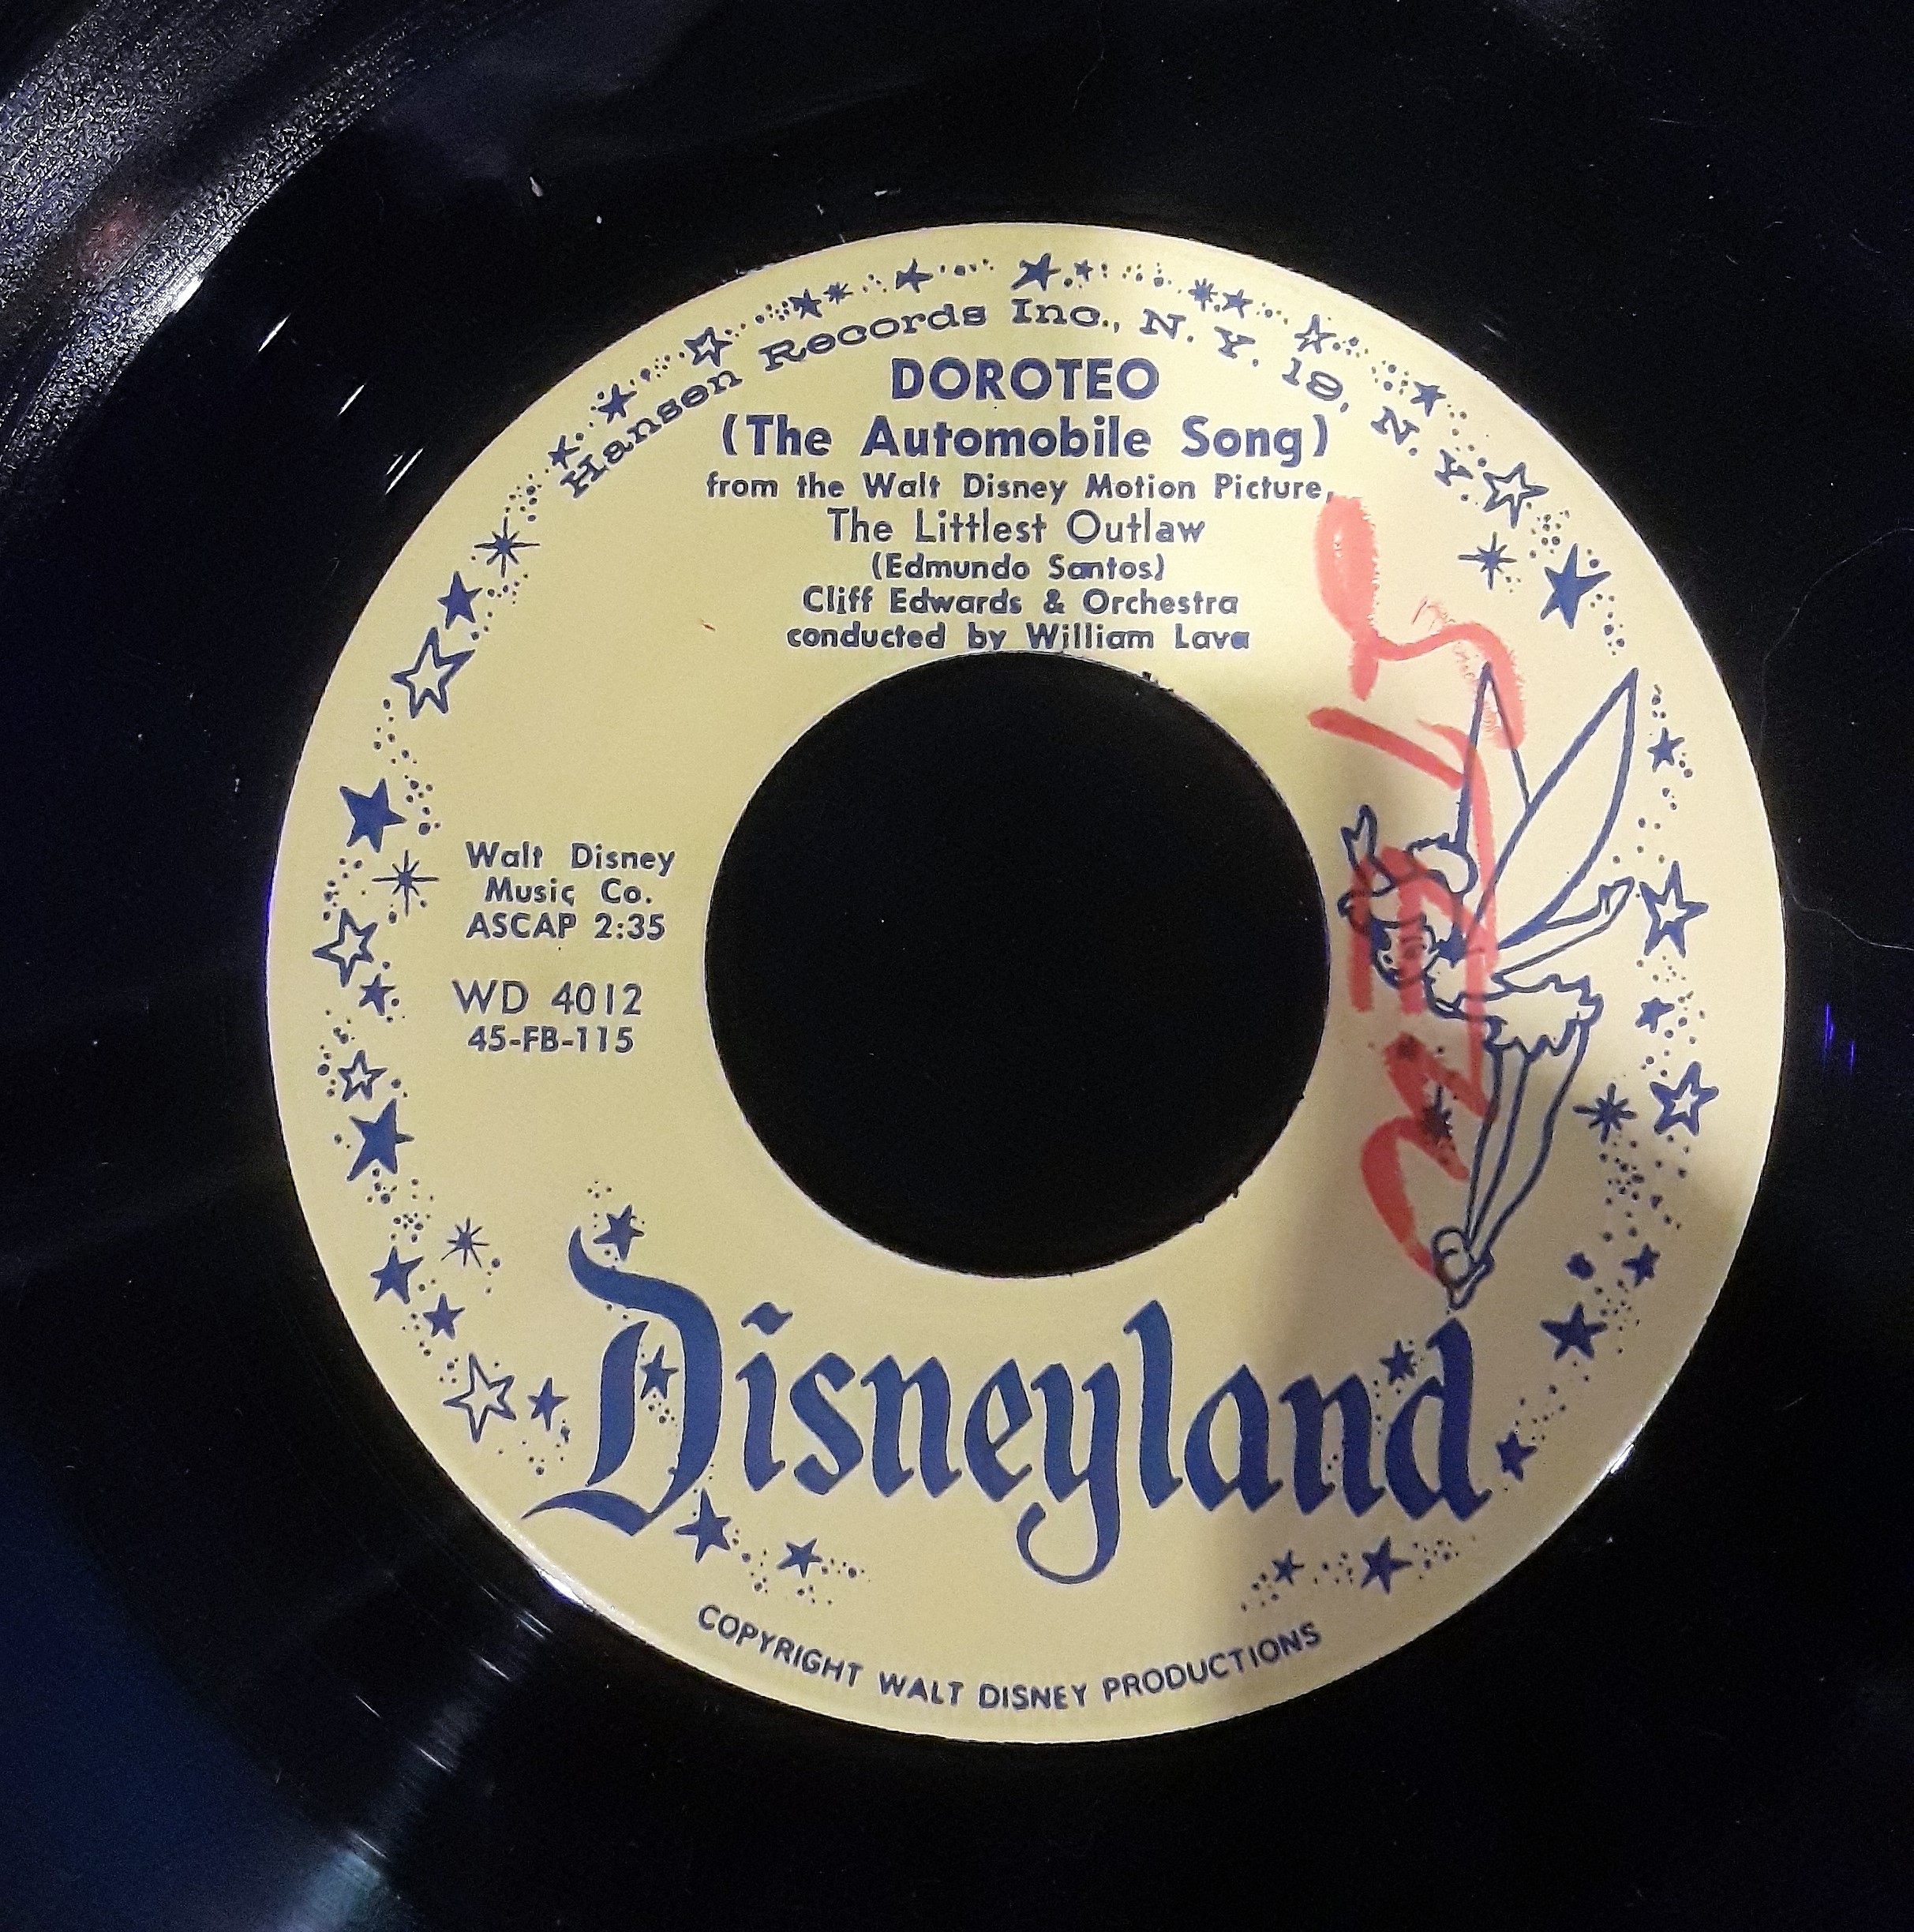 Hansen Records Inc., N. Y. 18, N. Y.
DOROTEO
(The Automobile Song)
from the Walt Disney Motion Picture,
The Littlest Outlaw
(Edmundo Santos)
Cliff Edwards & Orchestra
conducted by William Lava
Walt Disney
Music Co.
ASCAP 2:35
WD 4012
45-FB-115
Disneyland
COPYRIGHT WALT DISNEY PRODUCTIONS